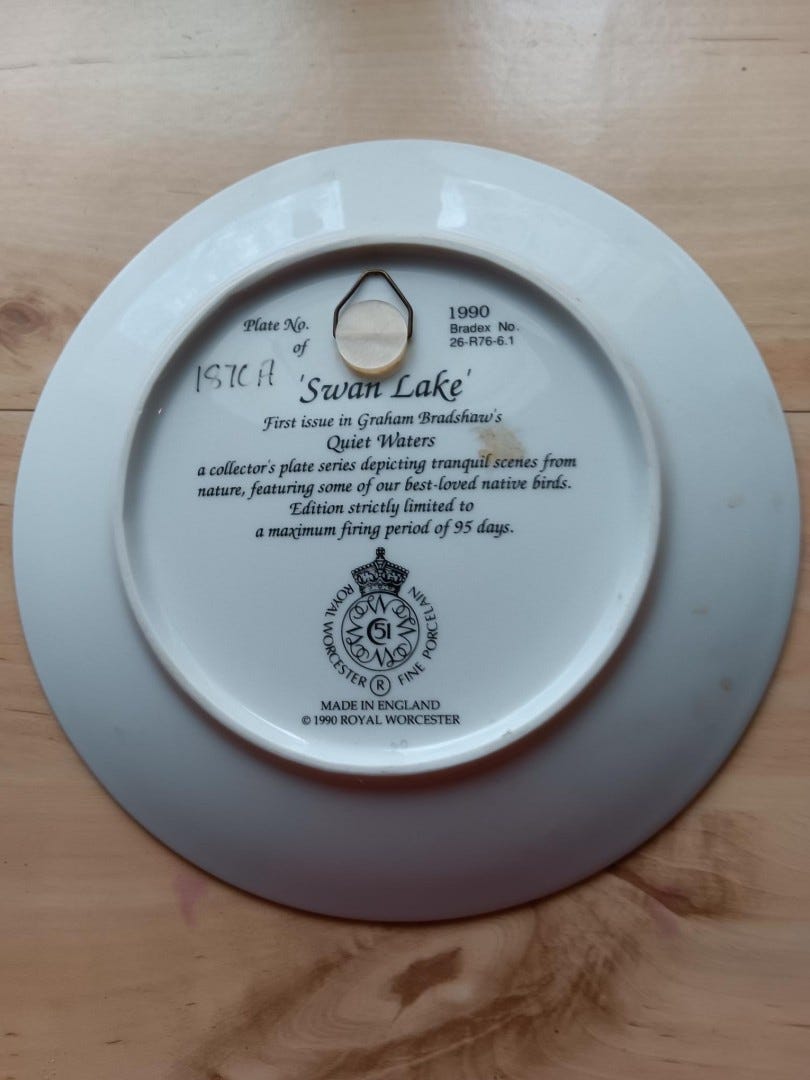 Plate No.
of
187CA
1990
Bradex No.
26-R76-6.1
'Swan Lake'
First issue in Graham Bradshaw's
Quiet Waters
a collector's plate series depicting tranquil scenes from
nature, featuring some of our best-loved native birds.
Edition strictly limited to
a maximum firing period of 95 days.
ROYAL WORCESTER
FINE PORCELAIN
51
R
MADE IN ENGLAND
© 1990 ROYAL WORCESTER